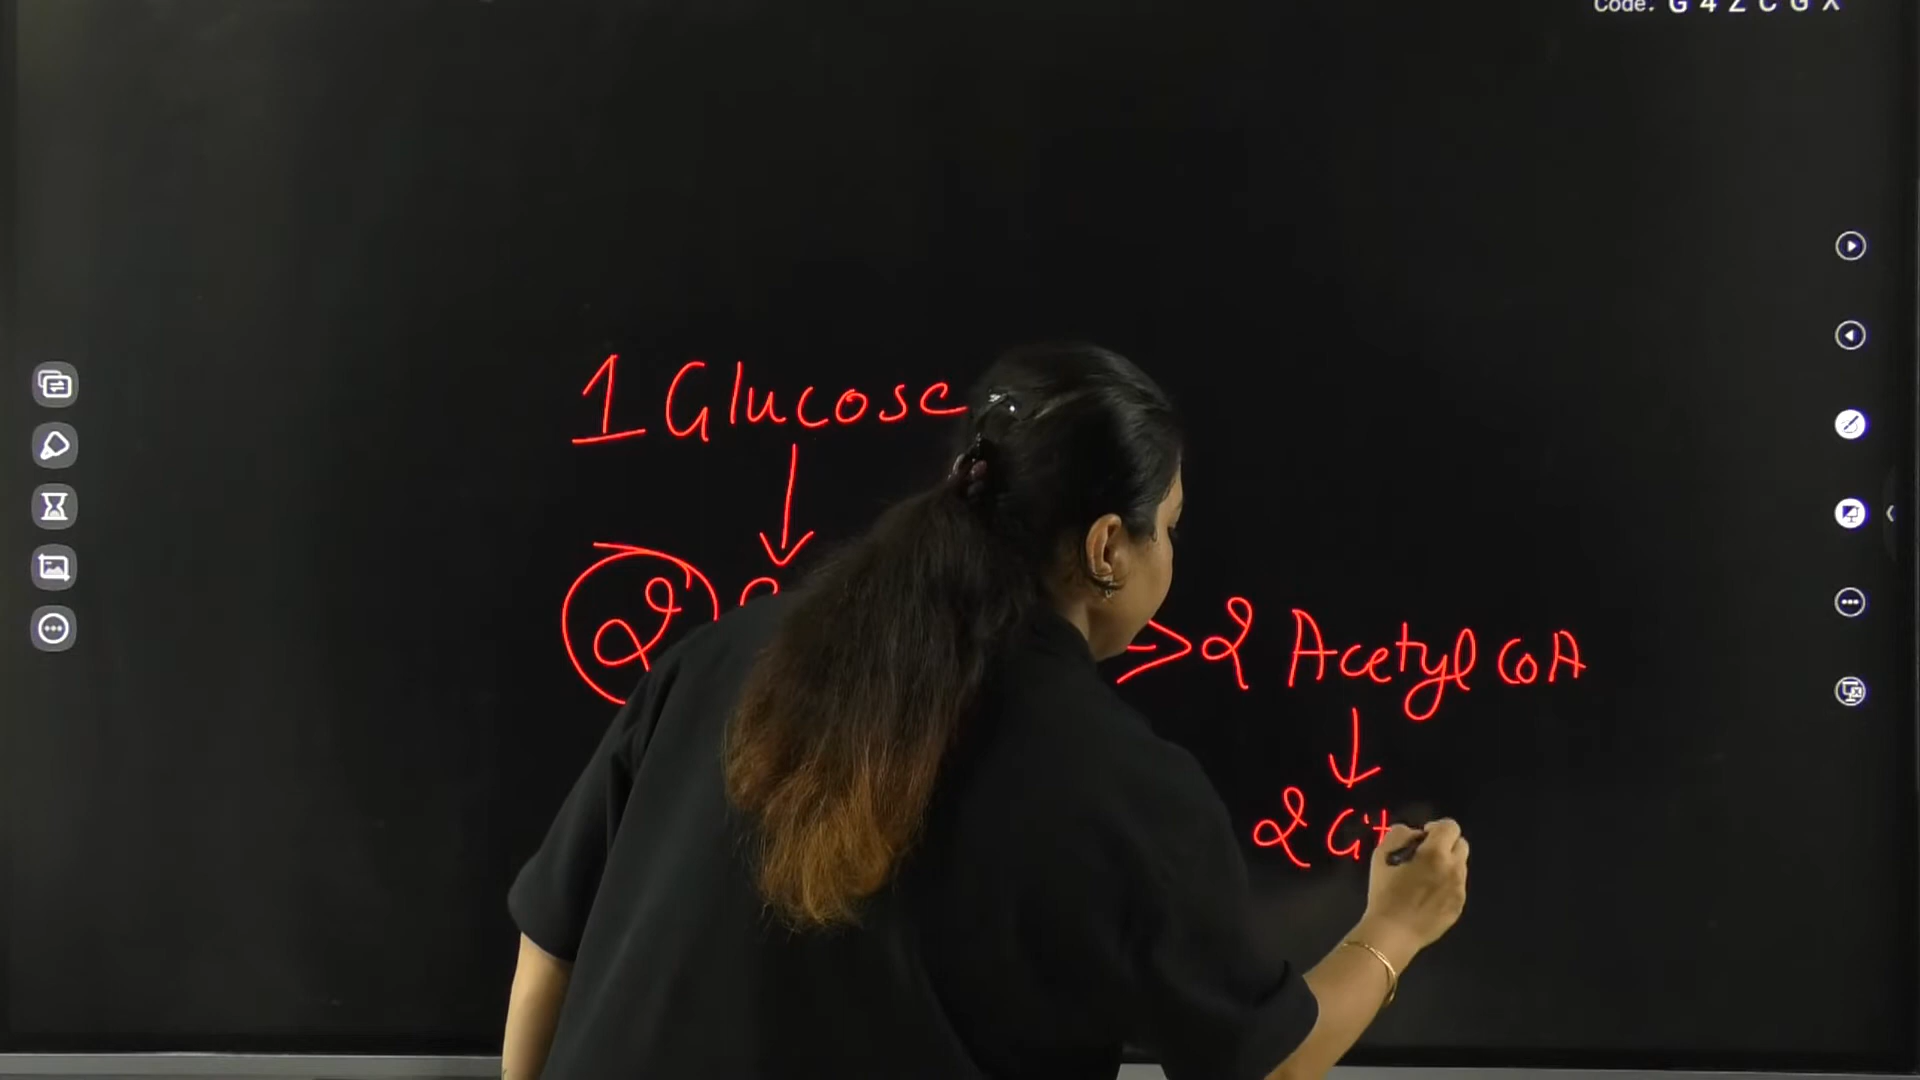 Code: G 4 Z C G X
1 Glucose
2
2 Acetyl CoA
2 Cit